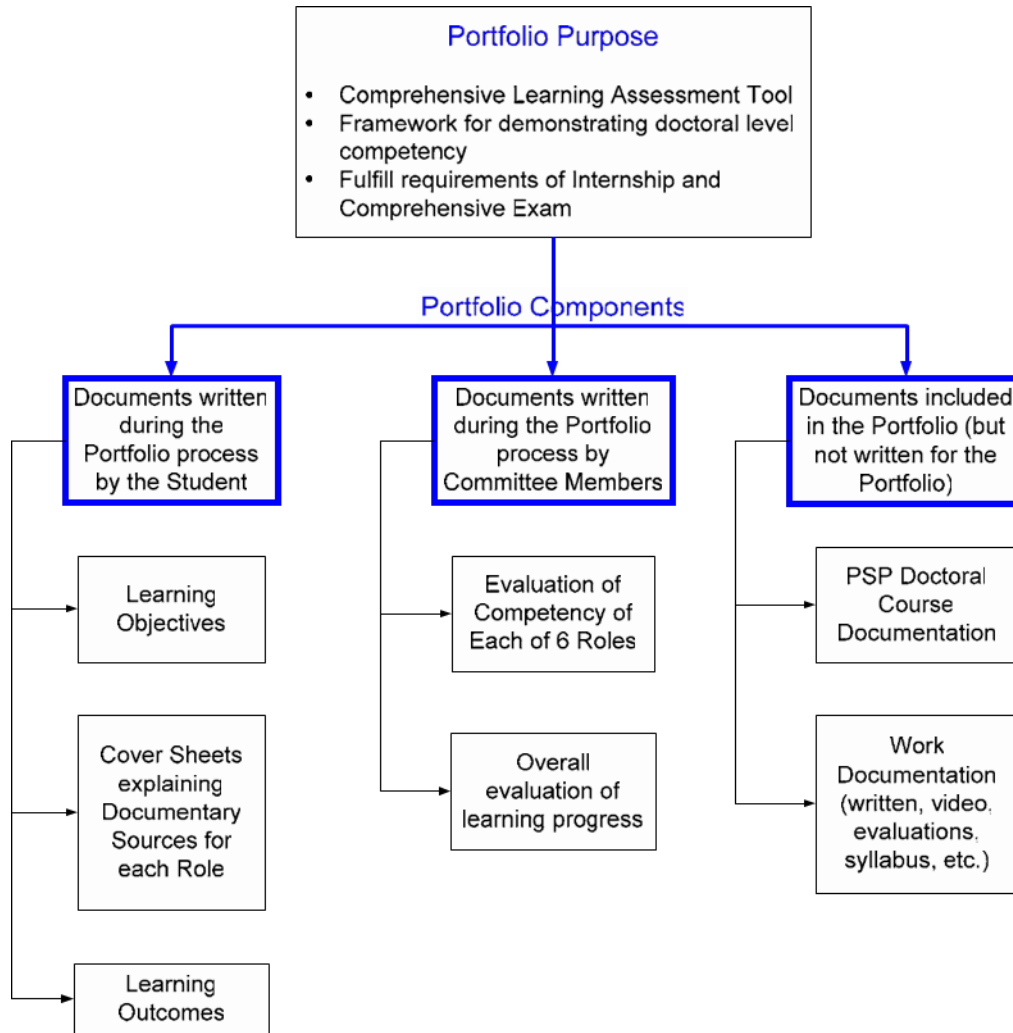 Portfolio Purpose
• Comprehensive Learning Assessment Tool
• Framework for demonstrating doctoral level
competency
• Fulfill requirements of Internship and
Comprehensive Exam
Portfolio Components
Documents written
during the
Portfolio process
by the Student
Learning
Objectives
Cover Sheets
explaining
Documentary
Sources for
each Role
Learning
Outcomes
Documents written
during the Portfolio
process by
Committee Members
Evaluation of
Competency of
Each of 6 Roles
Overall
evaluation of
learning progress
Documents included
in the Portfolio (but
not written for the
Portfolio)
PSP Doctoral
Course
Documentation
Work
Documentation
(written, video,
evaluations,
syllabus, etc.)